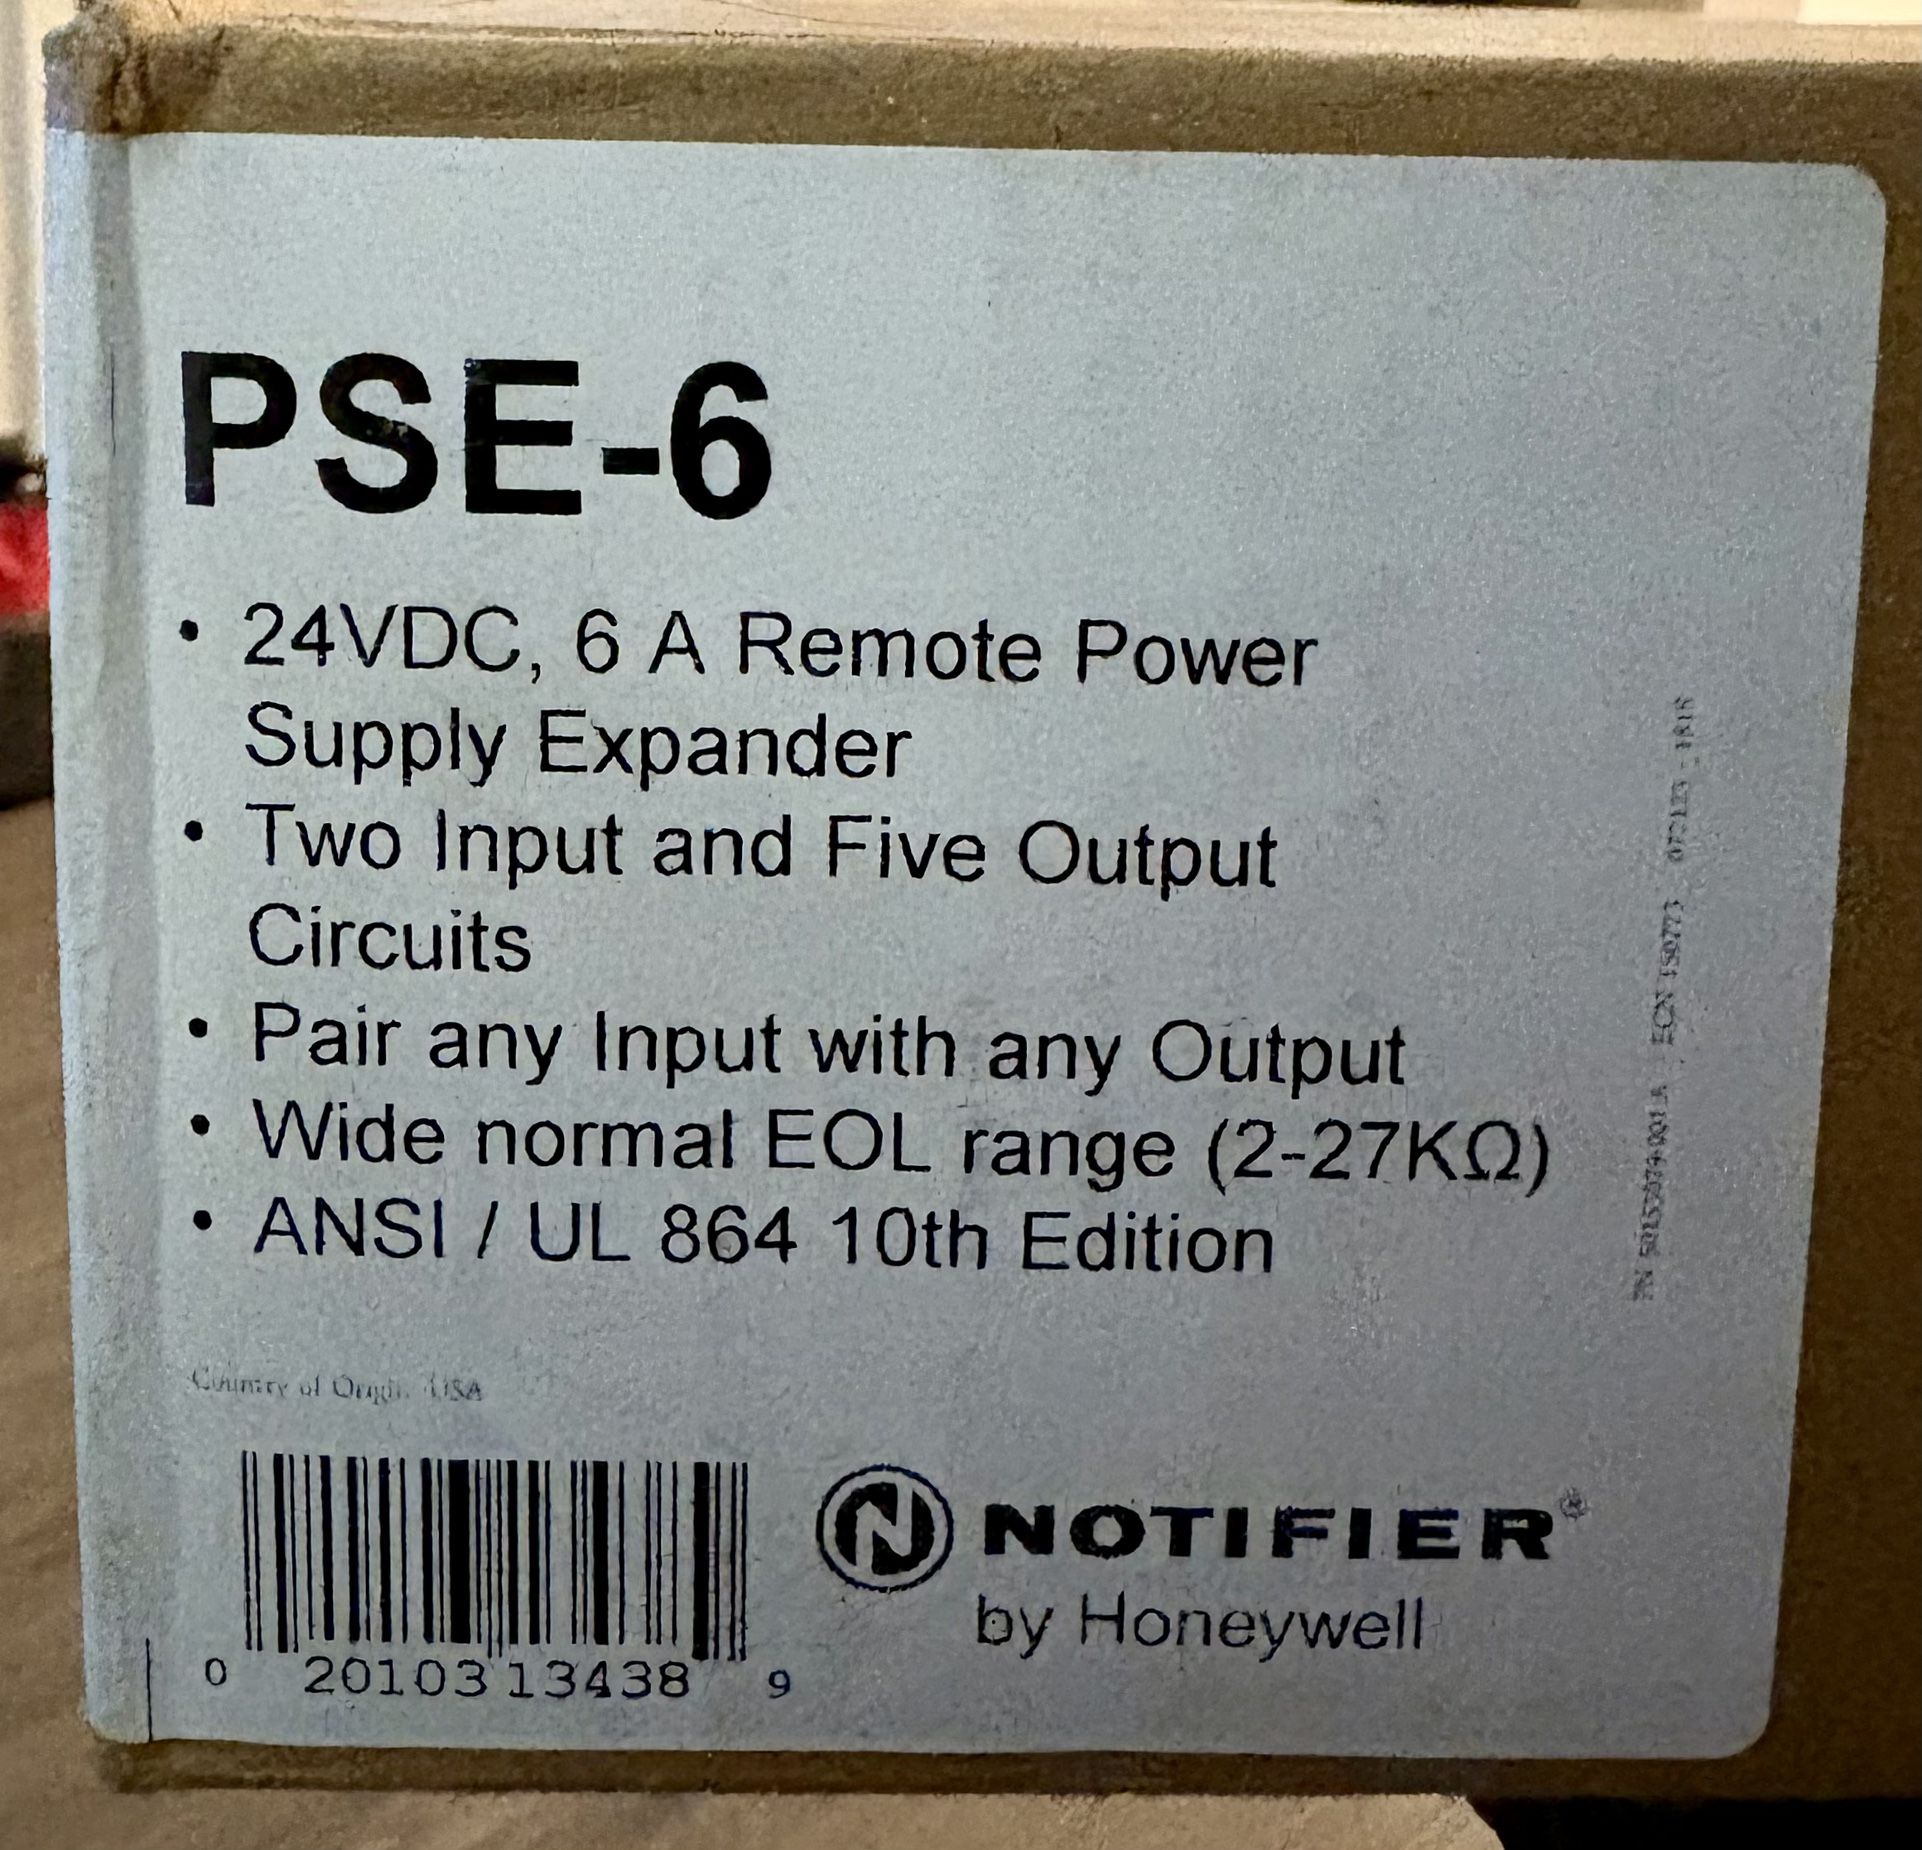 PSE-6
• 24VDC, 6 A Remote Power
Supply Expander
• Two Input and Five Output
Circuits
• Pair any Input with any Output
• Wide normal EOL range (2-27KΩ)
• ANSI / UL 864 10th Edition
Country of Origin: USA
0 20103 13438 9
NOTIFIER®
by Honeywell